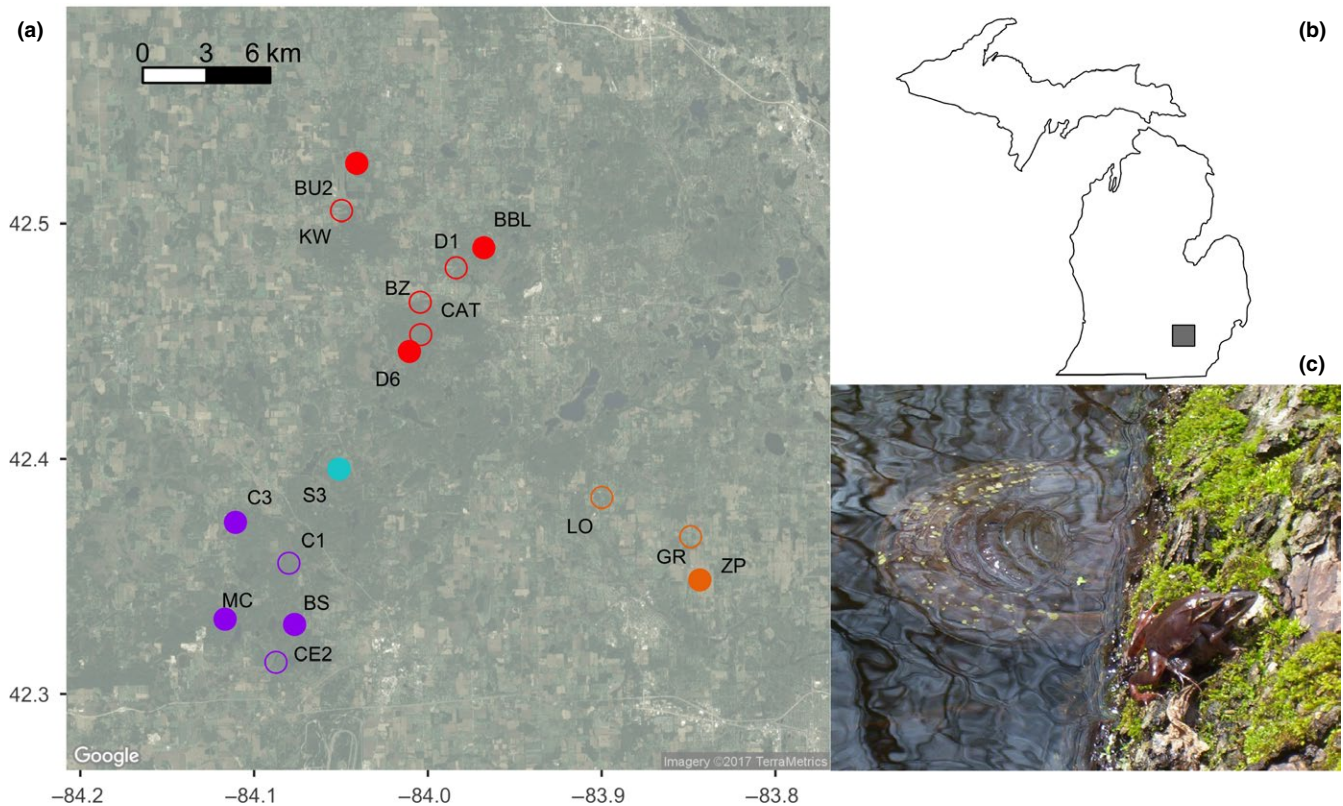 (a)
0 3 6 km
(b)
BU2
KW
BBL
D1
BZ
CAT
D6
42.5
42.4
42.3
S3
C3
C1
MC
BS
CE2
LO
GR
ZP
(c)
Google
Imagery ©2017 TerraMetrics
−84.2 −84.1 −84.0 −83.9 −83.8